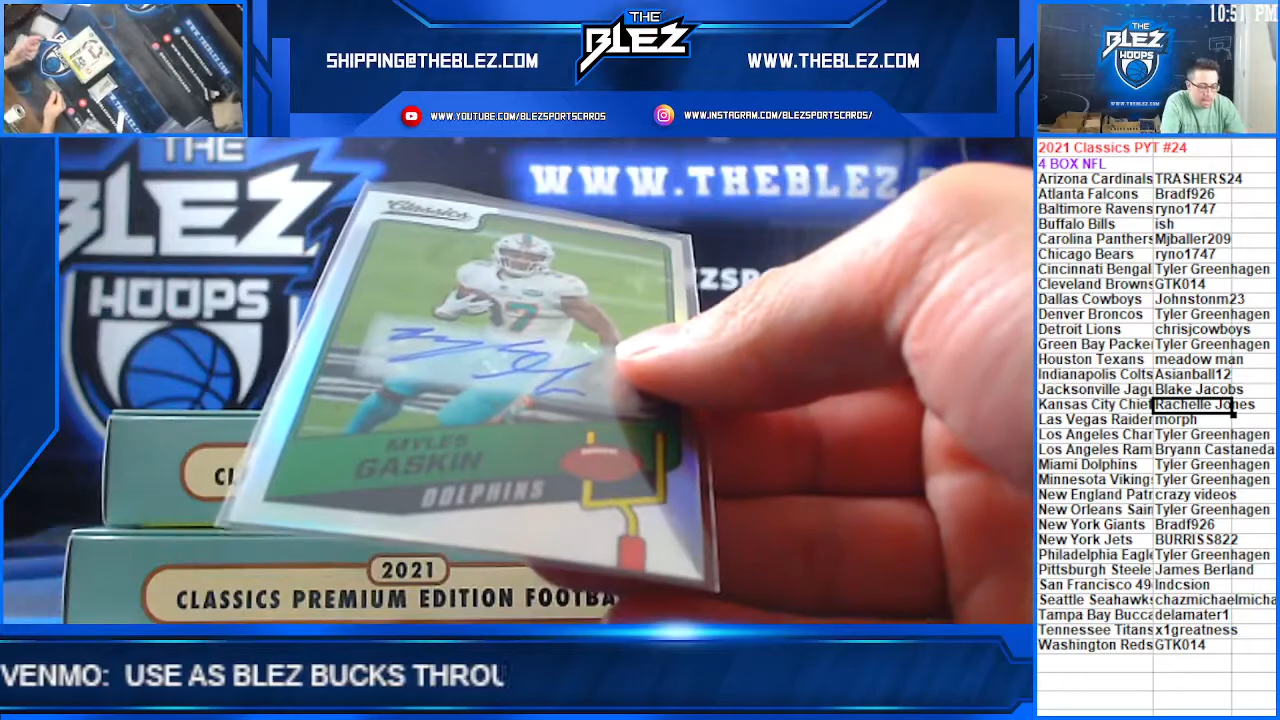 10:51 PM
THE
BLEZ
SHIPPING@THEBLEZ.COM
WWW.THEBLEZ.COM
WWW.YOUTUBE.COM/BLEZSPORTSCARDS
WWW.INSTAGRAM.COM/BLEZSPORTSCARDS/
THE
BLEZ
HOOPS
WWW.THEBLEZ.COM
THE
BLEZ
HOOPS
WWW.THEBLEZ
Classics
17
MYLES
GASKIN
DOLPHINS
CL
2021
CLASSICS PREMIUM EDITION FOOTBA
VENMO: USE AS BLEZ BUCKS THROU
2021 Classics PYT #24
4 BOX NFL
Arizona Cardinals TRASHERS24
Atlanta Falcons Bradf926
Baltimore Ravens ryno1747
Buffalo Bills ish
Carolina Panthers Mjballer209
Chicago Bears ryno1747
Cincinnati Bengal Tyler Greenhagen
Cleveland Browns GTK014
Dallas Cowboys Johnstonm23
Denver Broncos Tyler Greenhagen
Detroit Lions chrisjcowboys
Green Bay Packe Tyler Greenhagen
Houston Texans meadow man
Indianapolis Colts Asianball12
Jacksonville Jagu Blake Jacobs
Kansas City Chief Rachelle Jones
Las Vegas Raider morph
Los Angeles Char Tyler Greenhagen
Los Angeles Ram Bryann Castaneda
Miami Dolphins Tyler Greenhagen
Minnesota Viking Tyler Greenhagen
New England Patr crazy videos
New Orleans Sain Tyler Greenhagen
New York Giants Bradf926
New York Jets BURRISS822
Philadelphia Eagle Tyler Greenhagen
Pittsburgh Steele James Berland
San Francisco 49 Indcsion
Seattle Seahawk chazmichaelmicha
Tampa Bay Bucca delamater1
Tennessee Titans x1greatness
Washington Reds GTK014